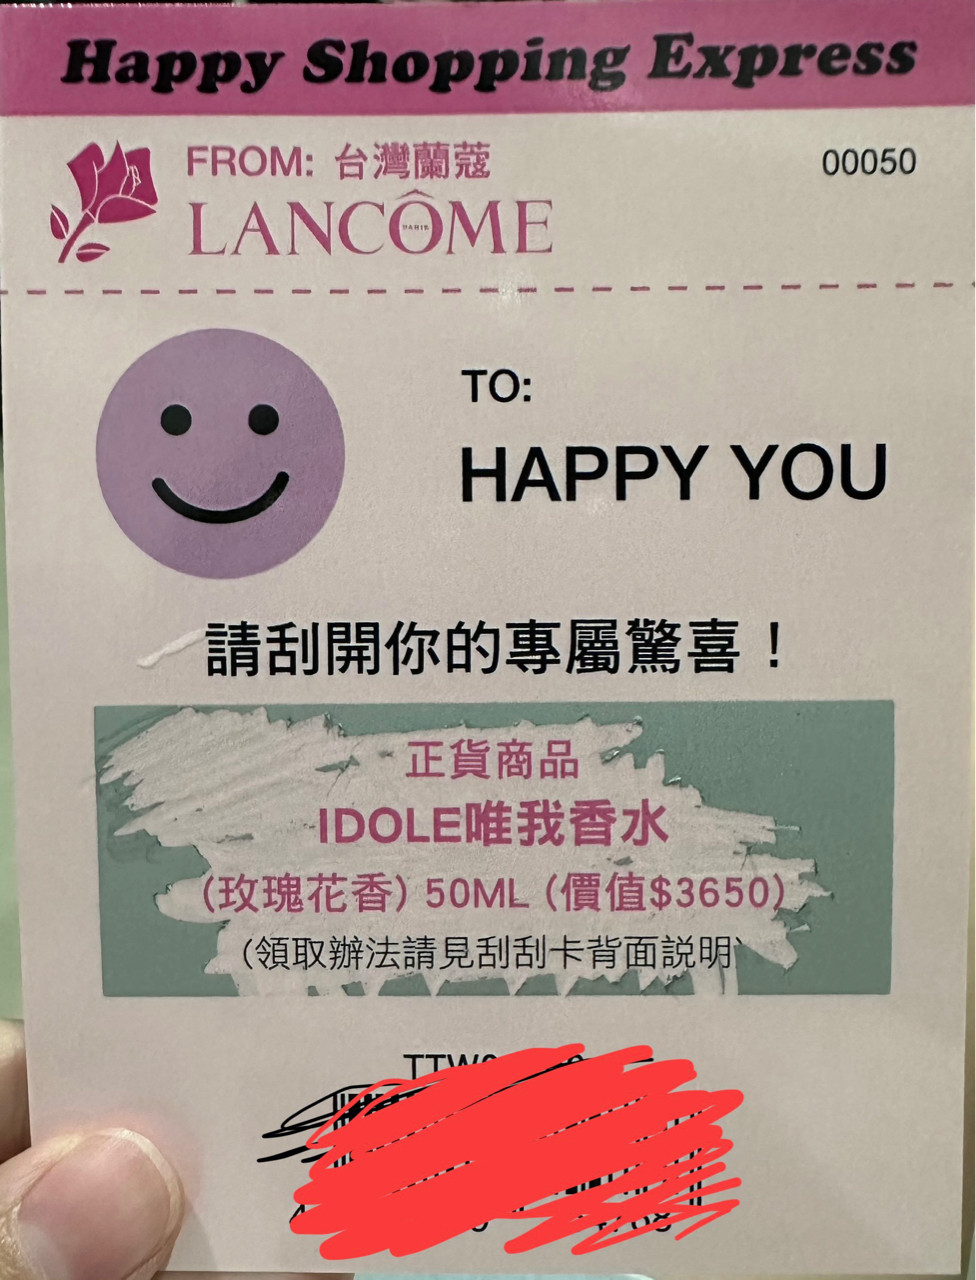 Happy Shopping Express
FROM: 台灣蘭蔻
00050
LANCÔME
PARIS
TO:
HAPPY YOU
請刮開你的專屬驚喜！
正貨商品
IDOLE唯我香水
(玫瑰花香) 50ML (價值$3650)
(領取辦法請見刮刮卡背面說明